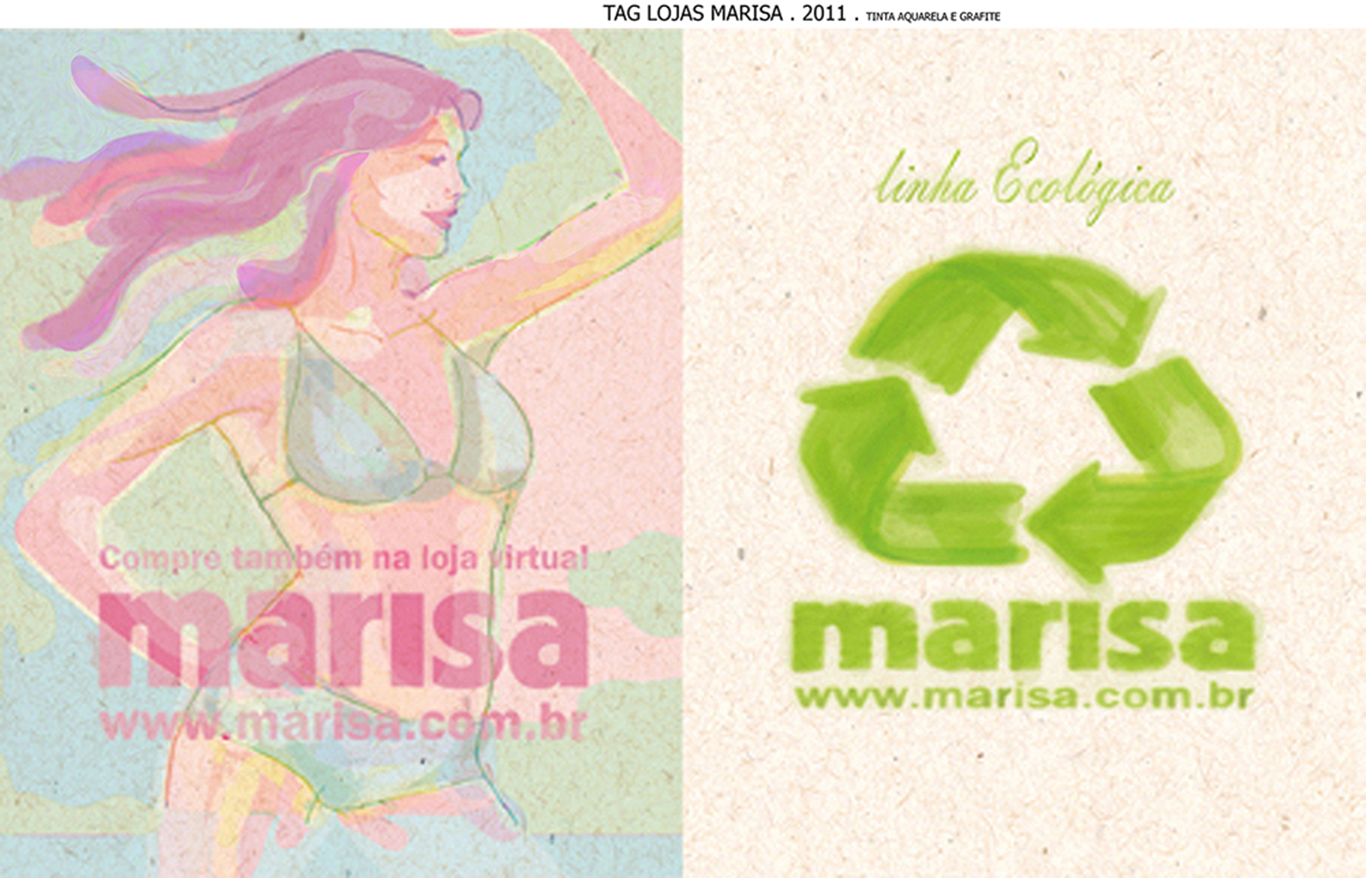 TAG LOJAS MARISA . 2011 . TINTA AQUARELA E GRAFITE
Compre também na loja virtual
marisa
www.marisa.com.br
linha Ecológica
marisa
www.marisa.com.br